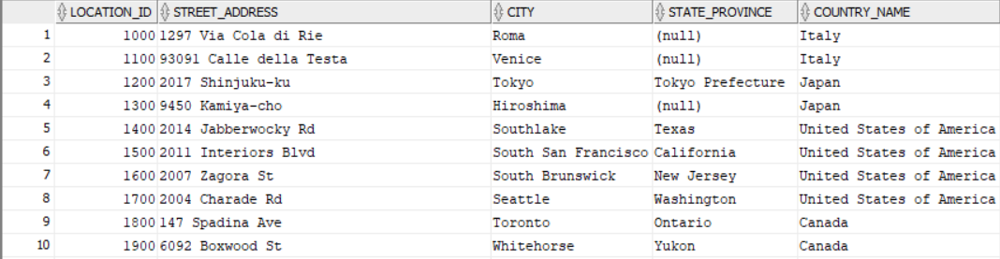 LOCATION_ID STREET_ADDRESS CITY STATE_PROVINCE COUNTRY_NAME
1 1000 1297 Via Cola di Rie Roma (null) Italy
2 1100 93091 Calle della Testa Venice (null) Italy
3 1200 2017 Shinjuku-ku Tokyo Tokyo Prefecture Japan
4 1300 9450 Kamiya-cho Hiroshima (null) Japan
5 1400 2014 Jabberwocky Rd Southlake Texas United States of America
6 1500 2011 Interiors Blvd South San Francisco California United States of America
7 1600 2007 Zagora St South Brunswick New Jersey United States of America
8 1700 2004 Charade Rd Seattle Washington United States of America
9 1800 147 Spadina Ave Toronto Ontario Canada
10 1900 6092 Boxwood St Whitehorse Yukon Canada